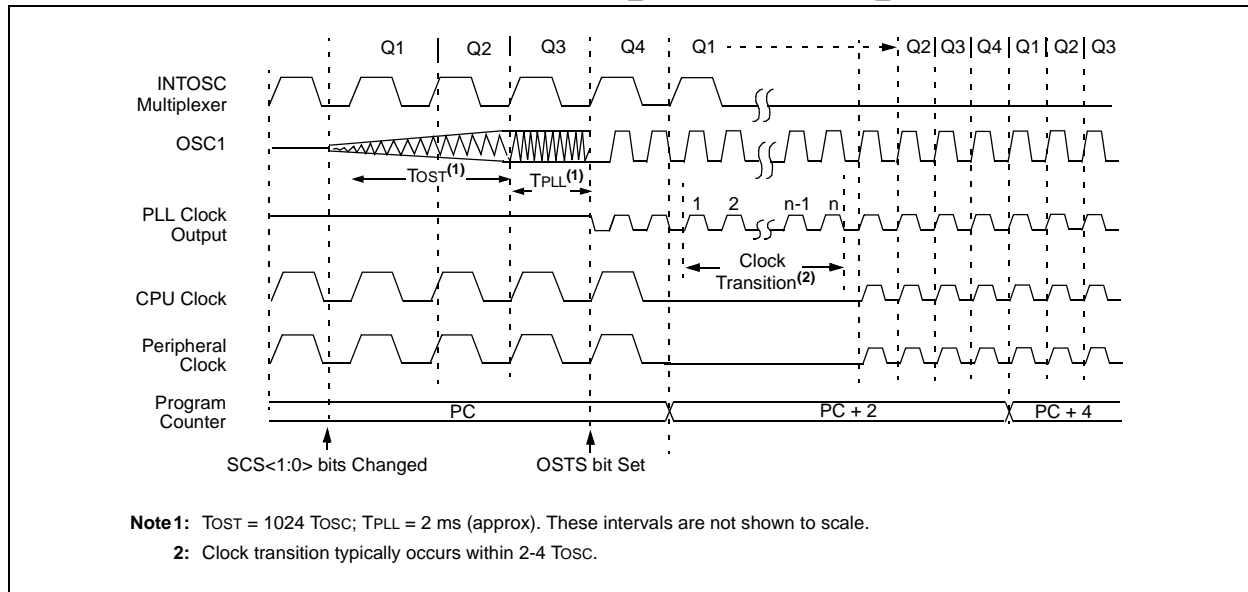 Q1 Q2 Q3 Q4 Q1 Q2 Q3 Q4 Q1 Q2 Q3
INTOSC
Multiplexer
OSC1
TOST(1) TPLL(1)
PLL Clock
Output
1 2 n-1 n
Clock
Transition(2)
CPU Clock
Peripheral
Clock
Program
Counter
PC PC + 2 PC + 4
SCS<1:0> bits Changed OSTS bit Set
Note1: TOST = 1024 TOSC; TPLL = 2 ms (approx). These intervals are not shown to scale.
2: Clock transition typically occurs within 2-4 TOSC.